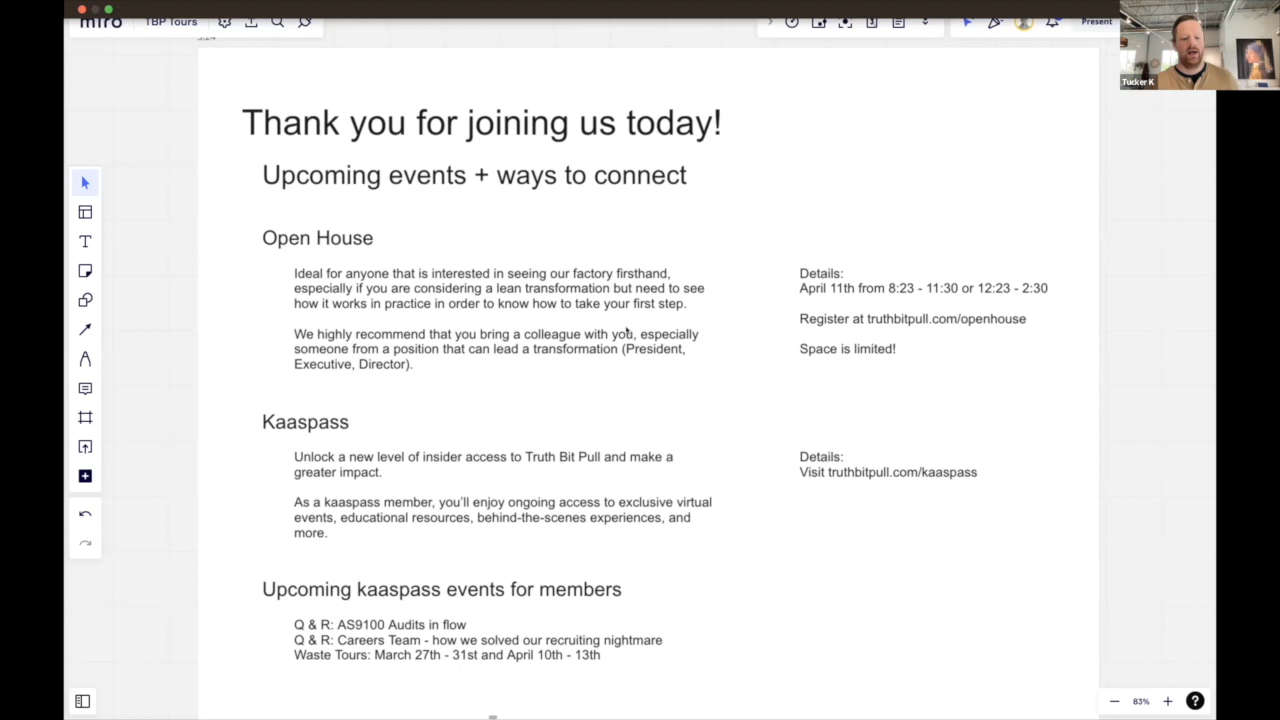 miro
TBP Tours
Present
Tucker K
Thank you for joining us today!
Upcoming events + ways to connect
Open House
Ideal for anyone that is interested in seeing our factory firsthand,
especially if you are considering a lean transformation but need to see
how it works in practice in order to know how to take your first step.
We highly recommend that you bring a colleague with you, especially
someone from a position that can lead a transformation (President,
Executive, Director).
Details:
April 11th from 8:23 - 11:30 or 12:23 - 2:30
Register at truthbitpull.com/openhouse
Space is limited!
Kaaspass
Unlock a new level of insider access to Truth Bit Pull and make a
greater impact.
As a kaaspass member, you'll enjoy ongoing access to exclusive virtual
events, educational resources, behind-the-scenes experiences, and
more.
Details:
Visit truthbitpull.com/kaaspass
Upcoming kaaspass events for members
Q & R: AS9100 Audits in flow
Q & R: Careers Team - how we solved our recruiting nightmare
Waste Tours: March 27th - 31st and April 10th - 13th
83%